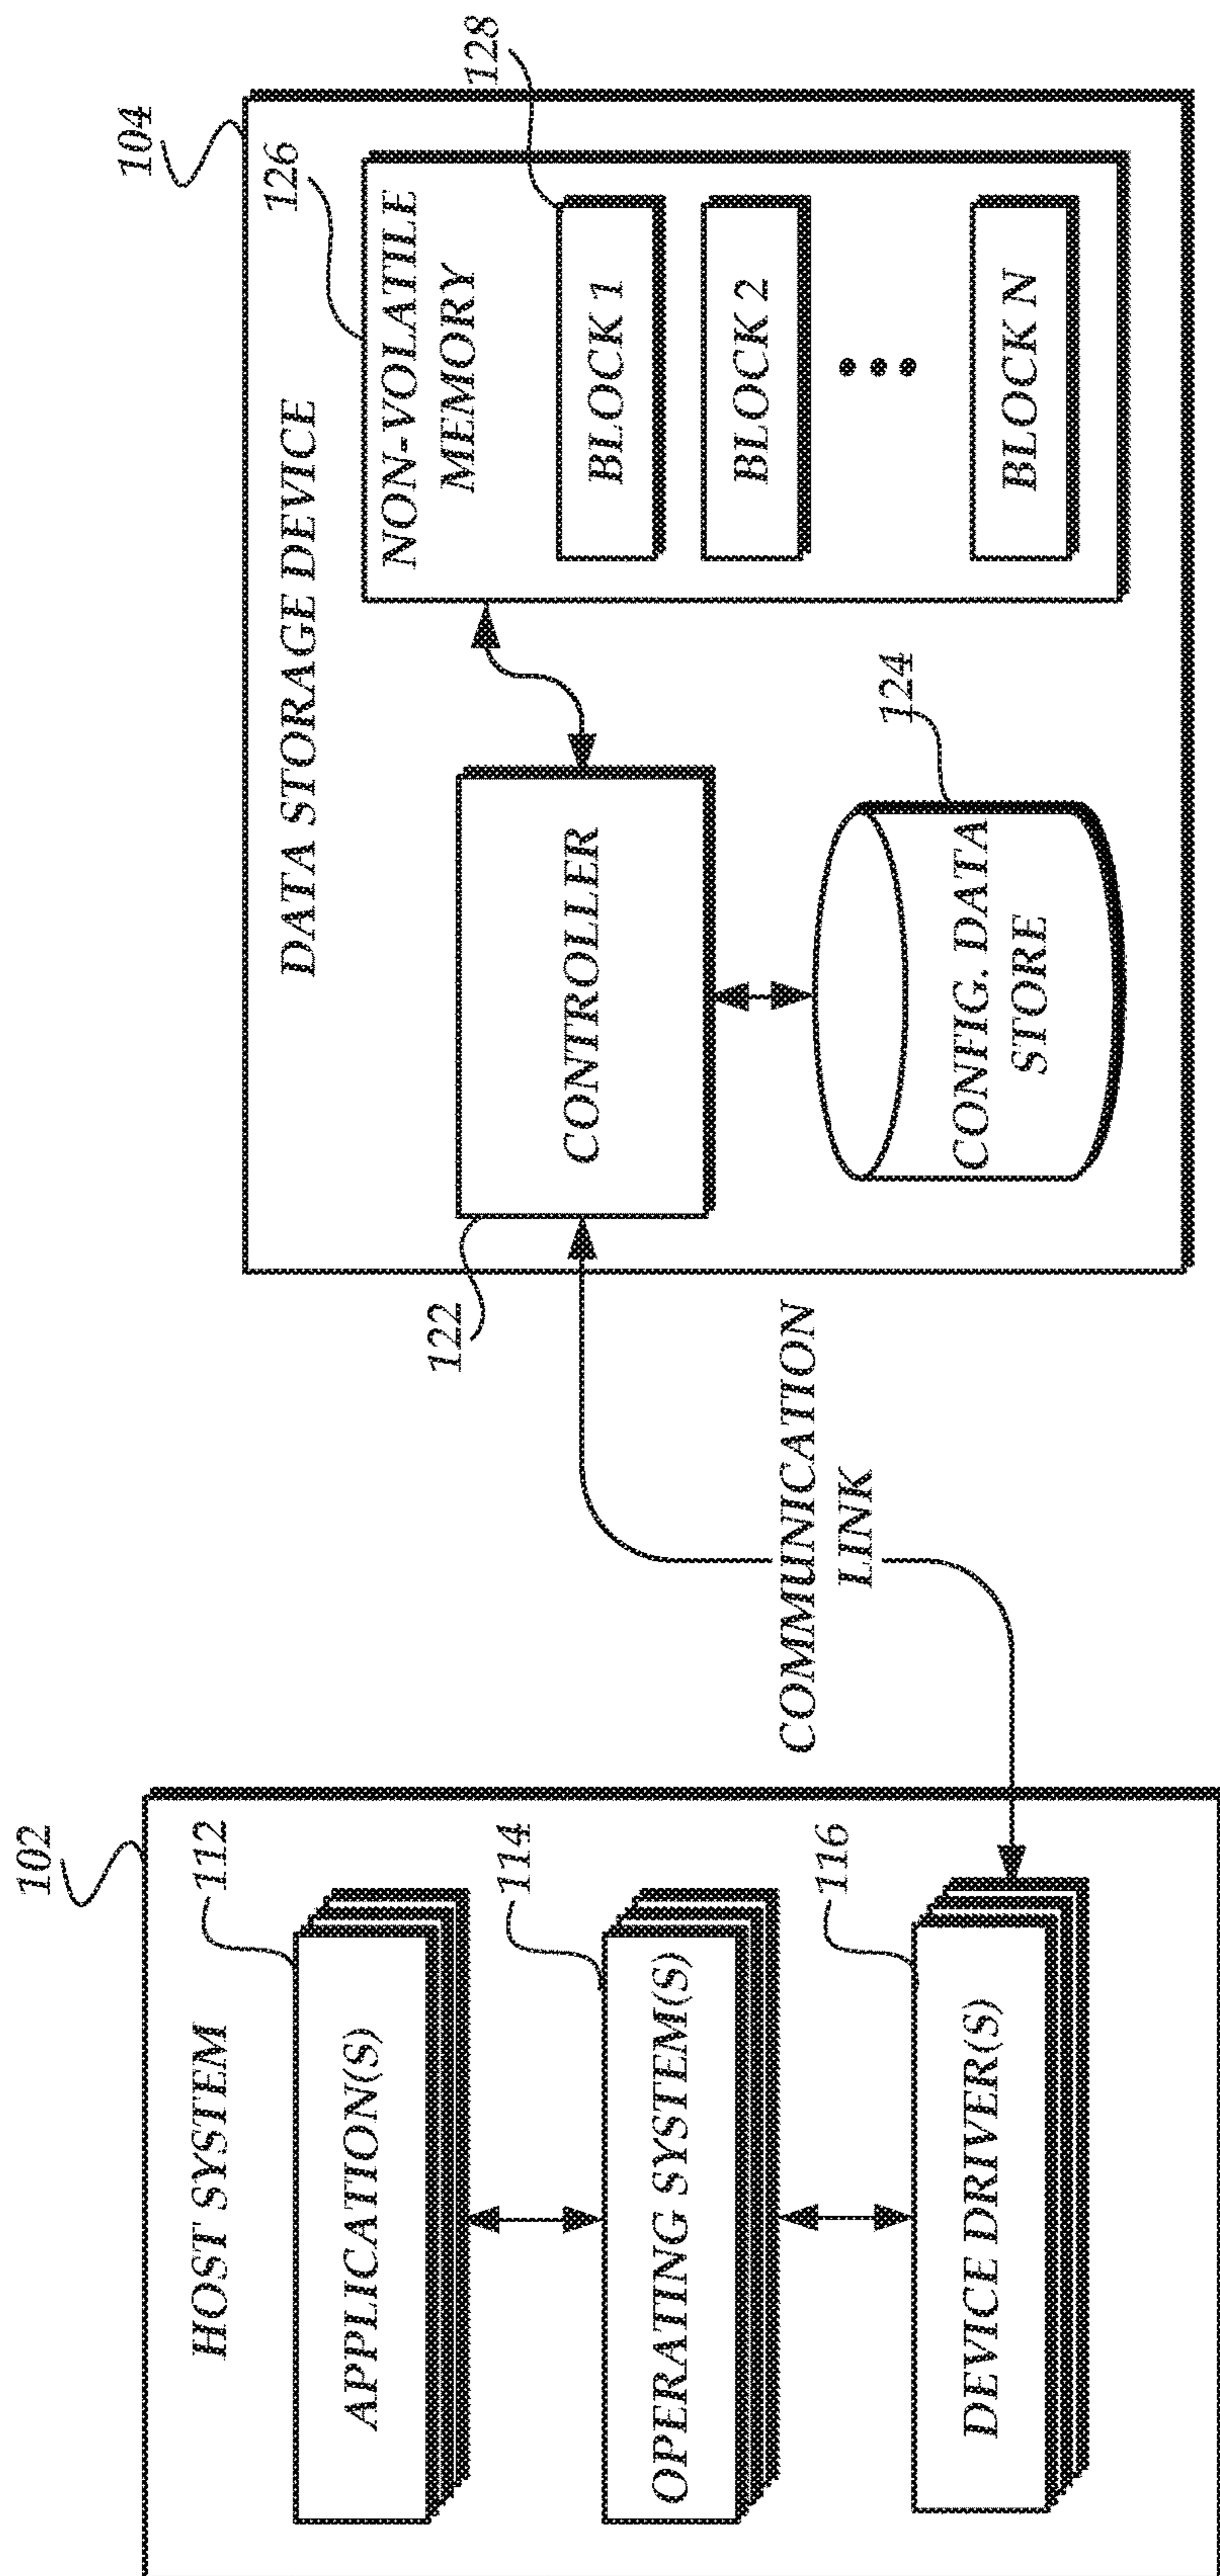 102
HOST SYSTEM
112
APPLICATION(S)
114
OPERATING SYSTEM(S)
116
DEVICE DRIVER(S)
COMMUNICATION
LINK
104
DATA STORAGE DEVICE
122
CONTROLLER
124
CONFIG. DATA
STORE
126
NON-VOLATILE
MEMORY
128
BLOCK 1
BLOCK 2
BLOCK N